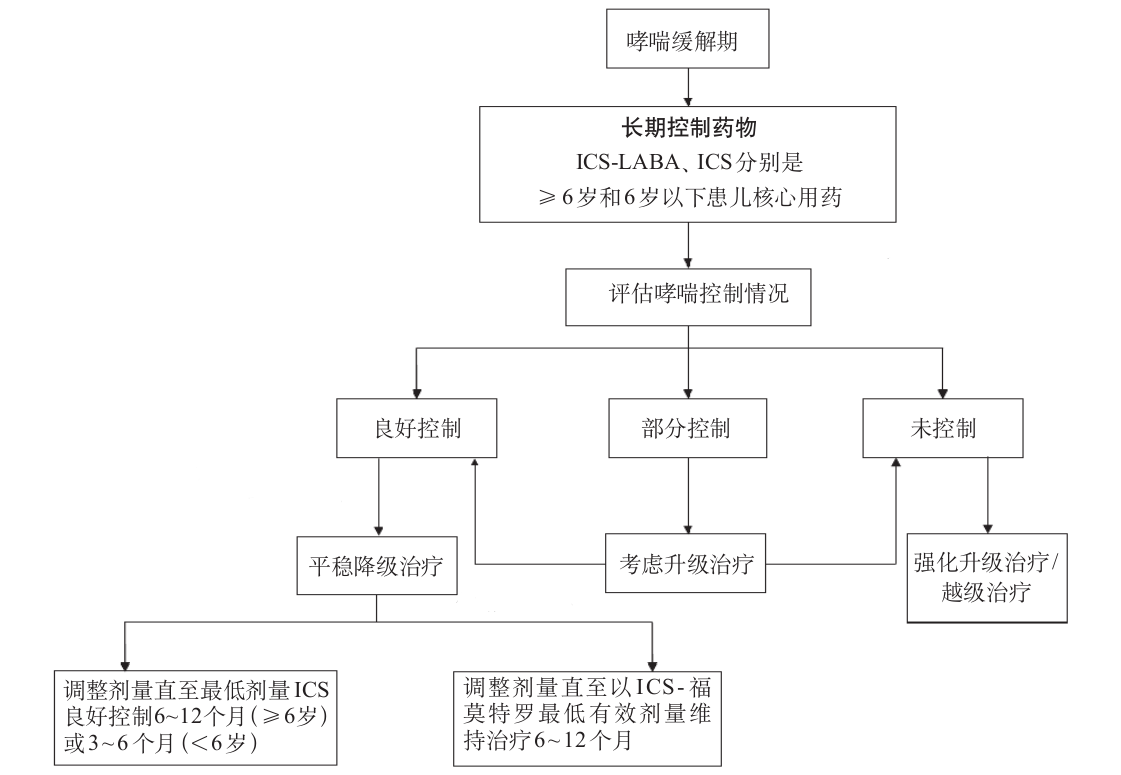 哮喘缓解期
长期控制药物
ICS-LABA、ICS分别是
≥6岁和6岁以下患儿核心用药
评估哮喘控制情况
良好控制
部分控制
未控制
平稳降级治疗
考虑升级治疗
强化升级治疗/
越级治疗
调整剂量直至最低剂量ICS
良好控制6~12个月(≥6岁)
或3~6个月(<6岁)
调整剂量直至以ICS-福
莫特罗最低有效剂量维
持治疗6~12个月